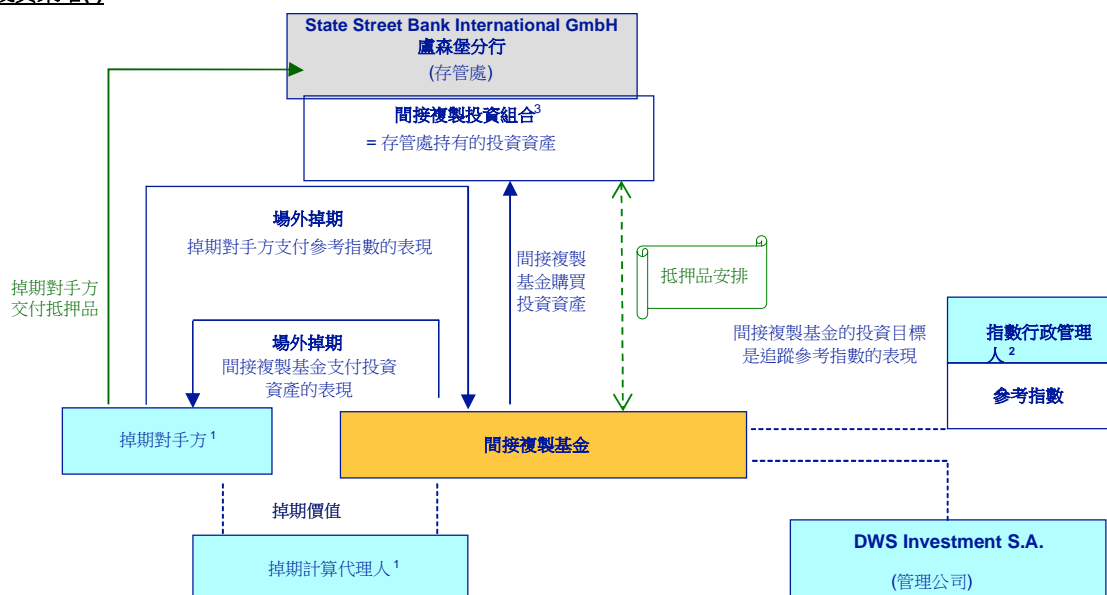 State Street Bank International GmbH
盧森堡分行
(存管處)
間接複製投資組合3
= 存管處持有的投資資產
場外掉期
掉期對手方支付參考指數的表現
間接複製
基金購買
投資資產
抵押品安排
掉期對手方
交付抵押品
場外掉期
間接複製基金支付投資
資產的表現
間接複製基金的投資目標
是追蹤參考指數的表現
指數行政管理
人 2
參考指數
掉期對手方 1
間接複製基金
掉期價值
掉期計算代理人 1
DWS Investment S.A.
(管理公司)